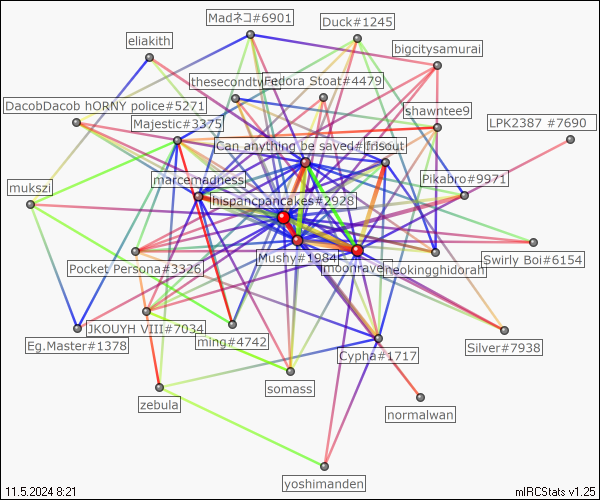 Madネコ#6901
Duck#1245
eliakith
bigcitysamurai
thesecondtw
Fedora Stoat#4479
DacobDacob hORNY police#5271
shawntee9
Majestic#3375
LPK2387 #7690
Can anything be saved#
frisout
marcemadness
Pikabro#9971
mukszi
hispancpancakes#2928
Mushy#1984
Swirly Boi#6154
Pocket Persona#3326
moonrave
neokingghidorah
JKOUYH VIII#7034
Eg.Master#1378
ming#4742
Cypha#1717
Silver#7938
somass
zebula
normalwan
yoshimanden
11.5.2024 8:21
mIRCStats v1.25